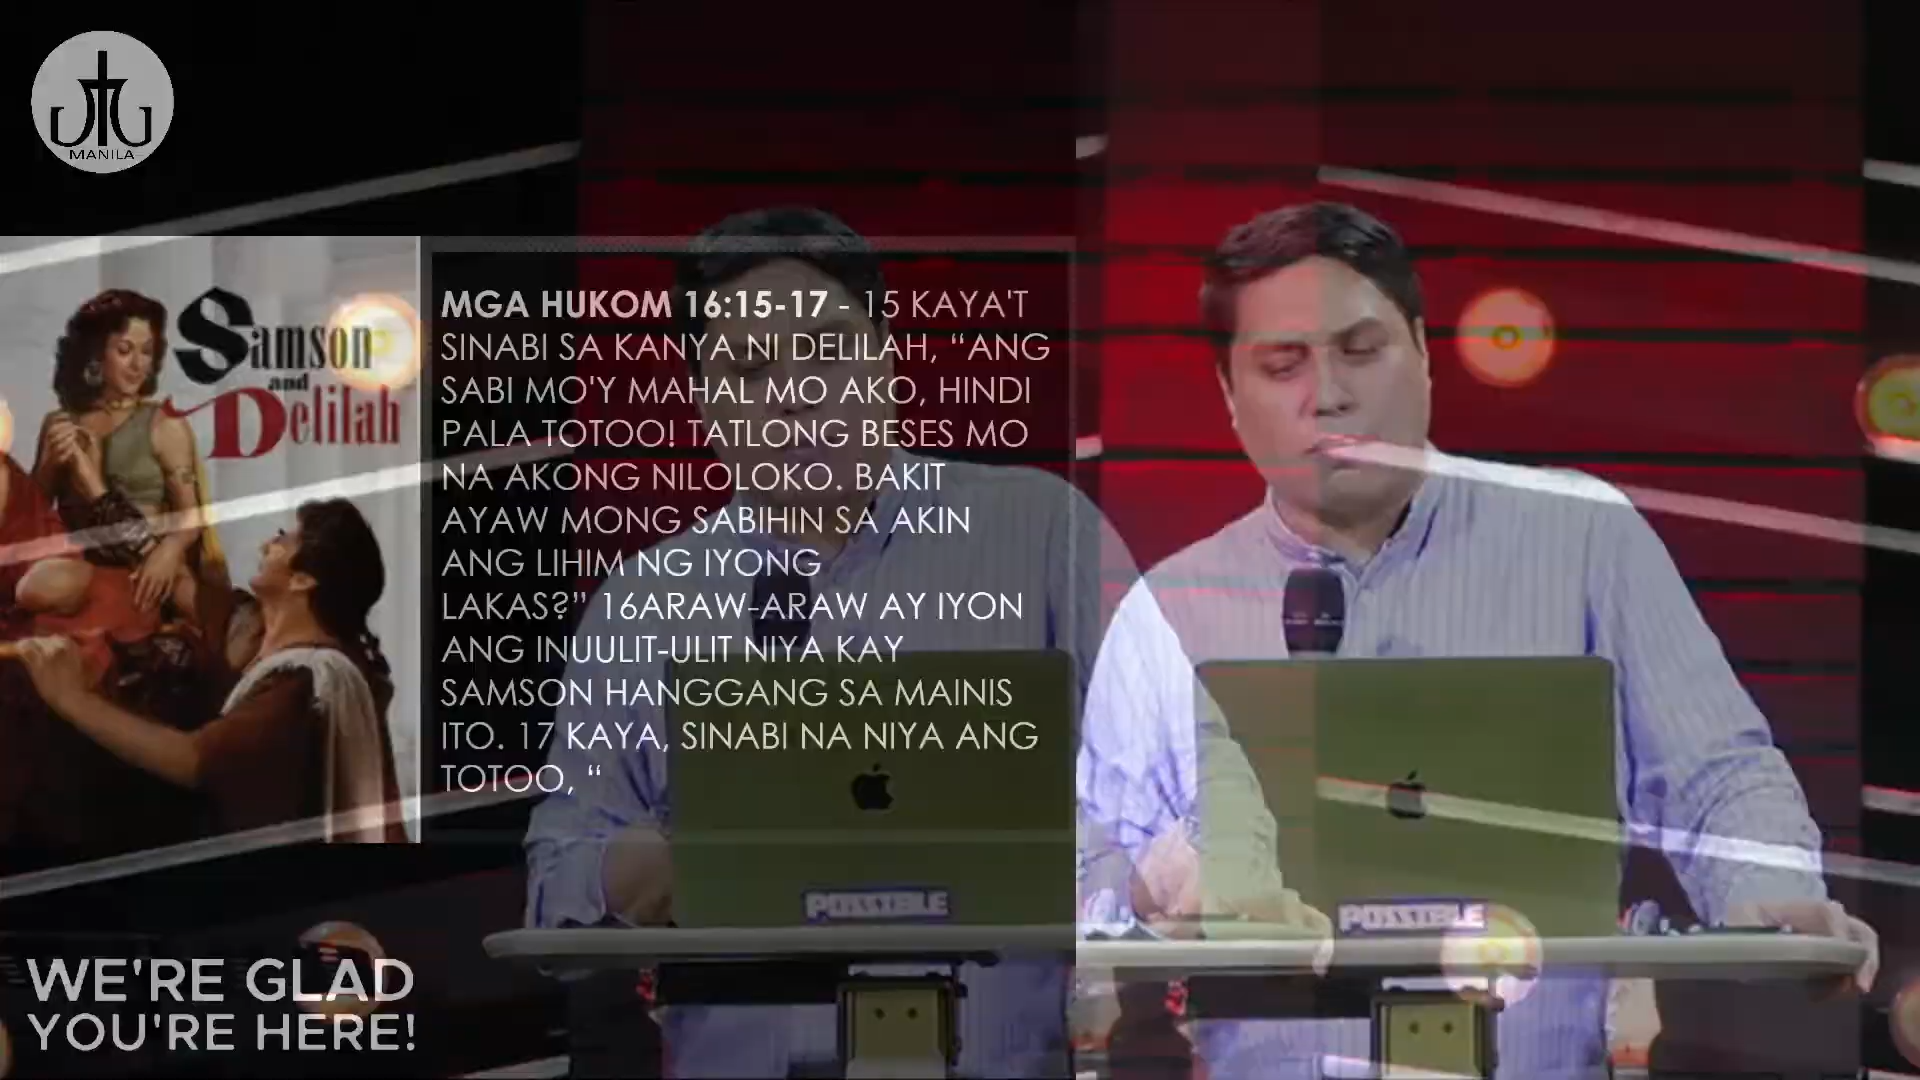 JTG
MANILA
Samson
and
Delilah
MGA HUKOM 16:15-17 - 15 KAYA'T
SINABI SA KANYA NI DELILAH, “ANG
SABI MO'Y MAHAL MO AKO, HINDI
PALA TOTOO! TATLONG BESES MO
NA AKONG NILOLOKO. BAKIT
AYAW MONG SABIHIN SA AKIN
ANG LIHIM NG IYONG
LAKAS?” 16ARAW-ARAW AY IYON
ANG INUULIT-ULIT NIYA KAY
SAMSON HANGGANG SA MAINIS
ITO. 17 KAYA, SINABI NA NIYA ANG
TOTOO, “
POSSIBLE
POSSIBLE
WE'RE GLAD
YOU'RE HERE!